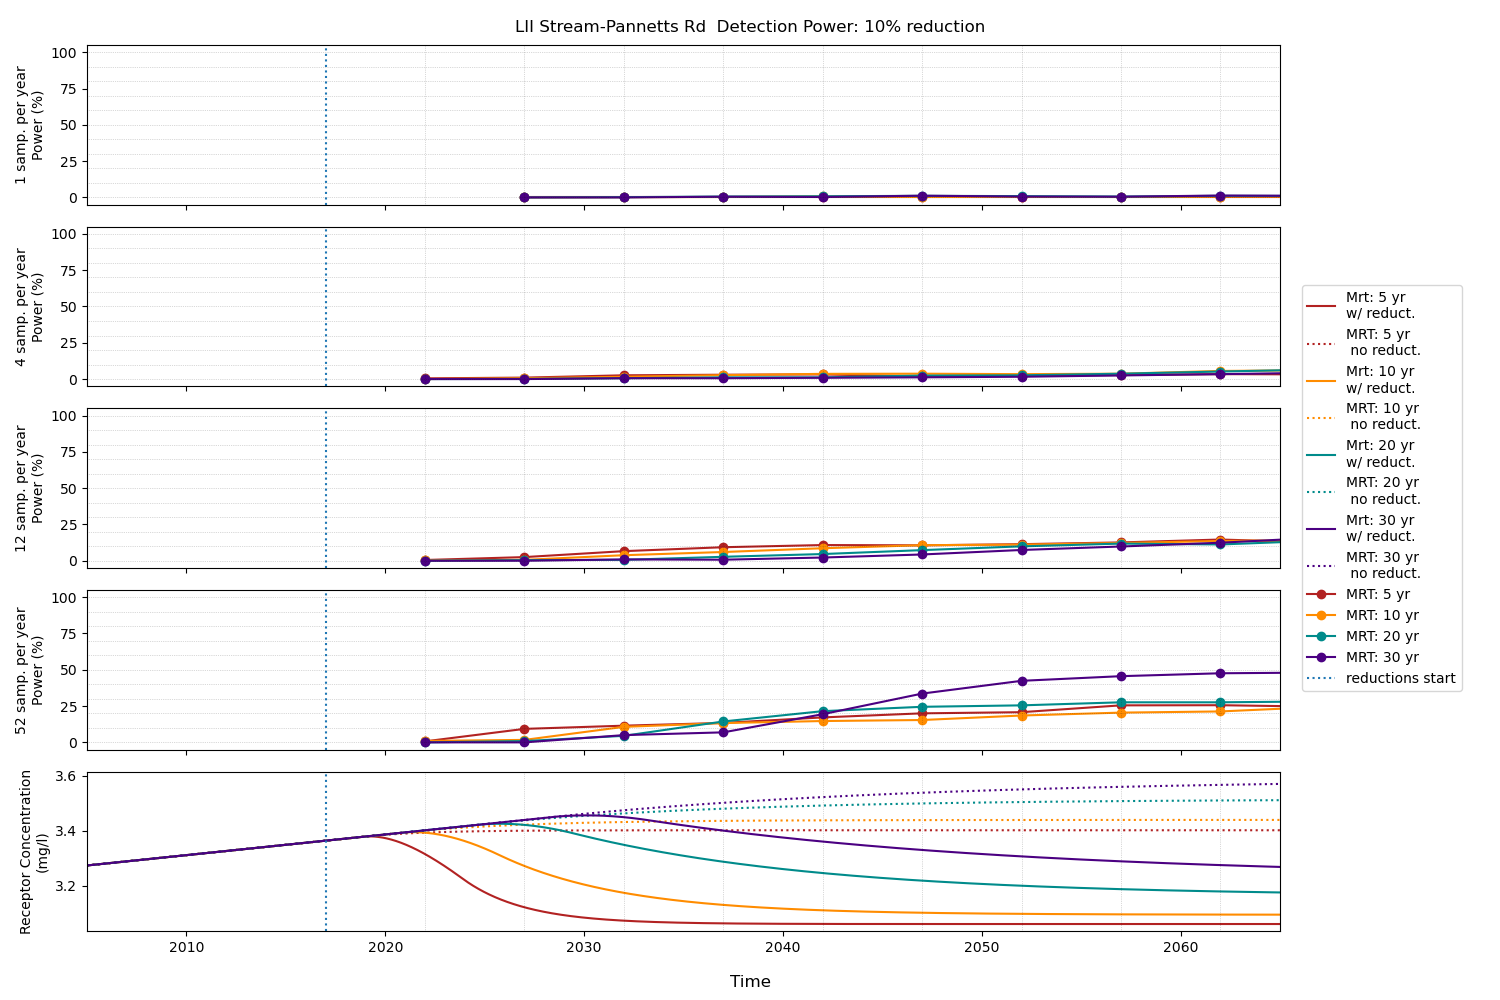 LII Stream-Pannetts Rd  Detection Power: 10% reduction
1 samp. per year
Power (%)
100
75
50
25
0
4 samp. per year
Power (%)
100
75
50
25
0
12 samp. per year
Power (%)
100
75
50
25
0
52 samp. per year
Power (%)
100
75
50
25
0
Receptor Concentration
(mg/l)
3.6
3.4
3.2
2010
2020
2030
2040
2050
2060
Time
Mrt: 5 yr
w/ reduct.
MRT: 5 yr
no reduct.
Mrt: 10 yr
w/ reduct.
MRT: 10 yr
no reduct.
Mrt: 20 yr
w/ reduct.
MRT: 20 yr
no reduct.
Mrt: 30 yr
w/ reduct.
MRT: 30 yr
no reduct.
MRT: 5 yr
MRT: 10 yr
MRT: 20 yr
MRT: 30 yr
reductions start